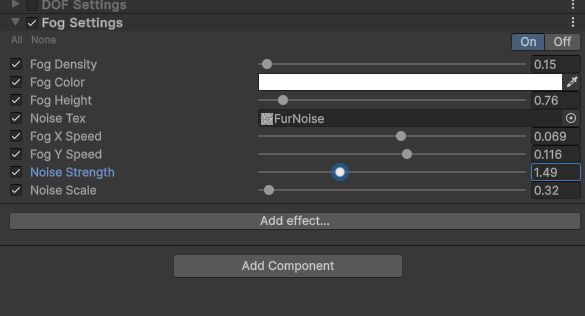 DOF Settings
Fog Settings
All None
On Off
Fog Density 0.15
Fog Color
Fog Height 0.76
Noise Tex FurNoise
Fog X Speed 0.069
Fog Y Speed 0.116
Noise Strength 1.49
Noise Scale 0.32
Add effect...
Add Component